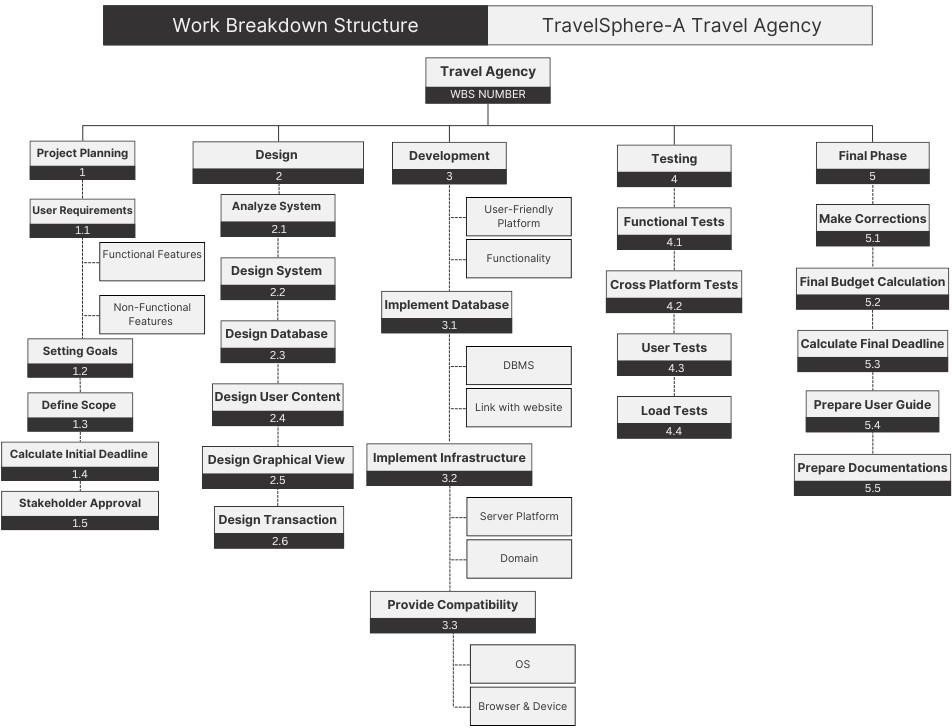 Work Breakdown Structure
TravelSphere-A Travel Agency
Travel Agency
WBS NUMBER
Project Planning
1
User Requirements
1.1
Functional Features
Non-Functional
Features
Setting Goals
1.2
Define Scope
1.3
Calculate Initial Deadline
1.4
Stakeholder Approval
1.5
Design
2
Analyze System
2.1
Design System
2.2
Design Database
2.3
Design User Content
2.4
Design Graphical View
2.5
Design Transaction
2.6
Development
3
User-Friendly
Platform
Functionality
Implement Database
3.1
DBMS
Link with website
Implement Infrastructure
3.2
Server Platform
Domain
Provide Compatibility
3.3
OS
Browser & Device
Testing
4
Functional Tests
4.1
Cross Platform Tests
4.2
User Tests
4.3
Load Tests
4.4
Final Phase
5
Make Corrections
5.1
Final Budget Calculation
5.2
Calculate Final Deadline
5.3
Prepare User Guide
5.4
Prepare Documentations
5.5